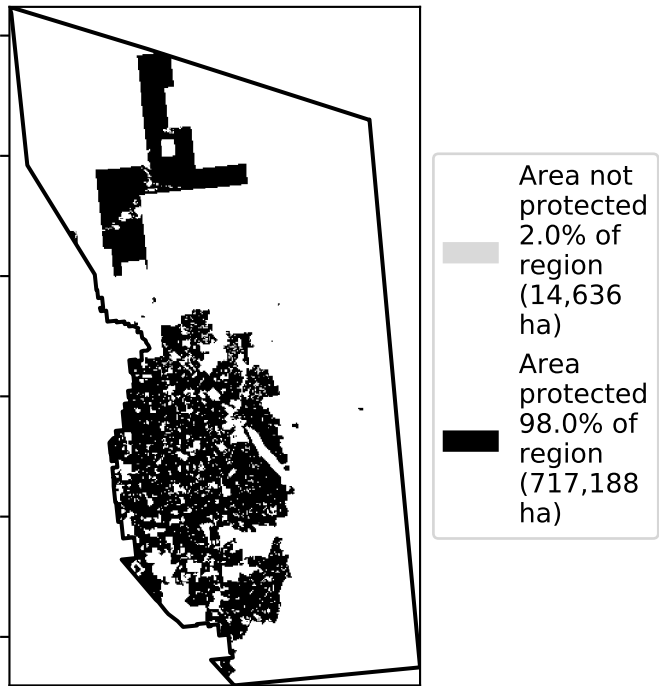 Area not
protected
2.0% of
region
(14,636
ha)
Area
protected
98.0% of
region
(717,188
ha)